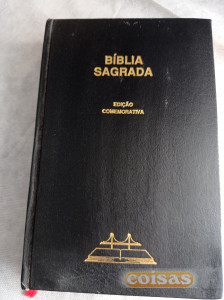 BÍBLIA
SAGRADA
EDIÇÃO
COMEMORATIVA
coisas